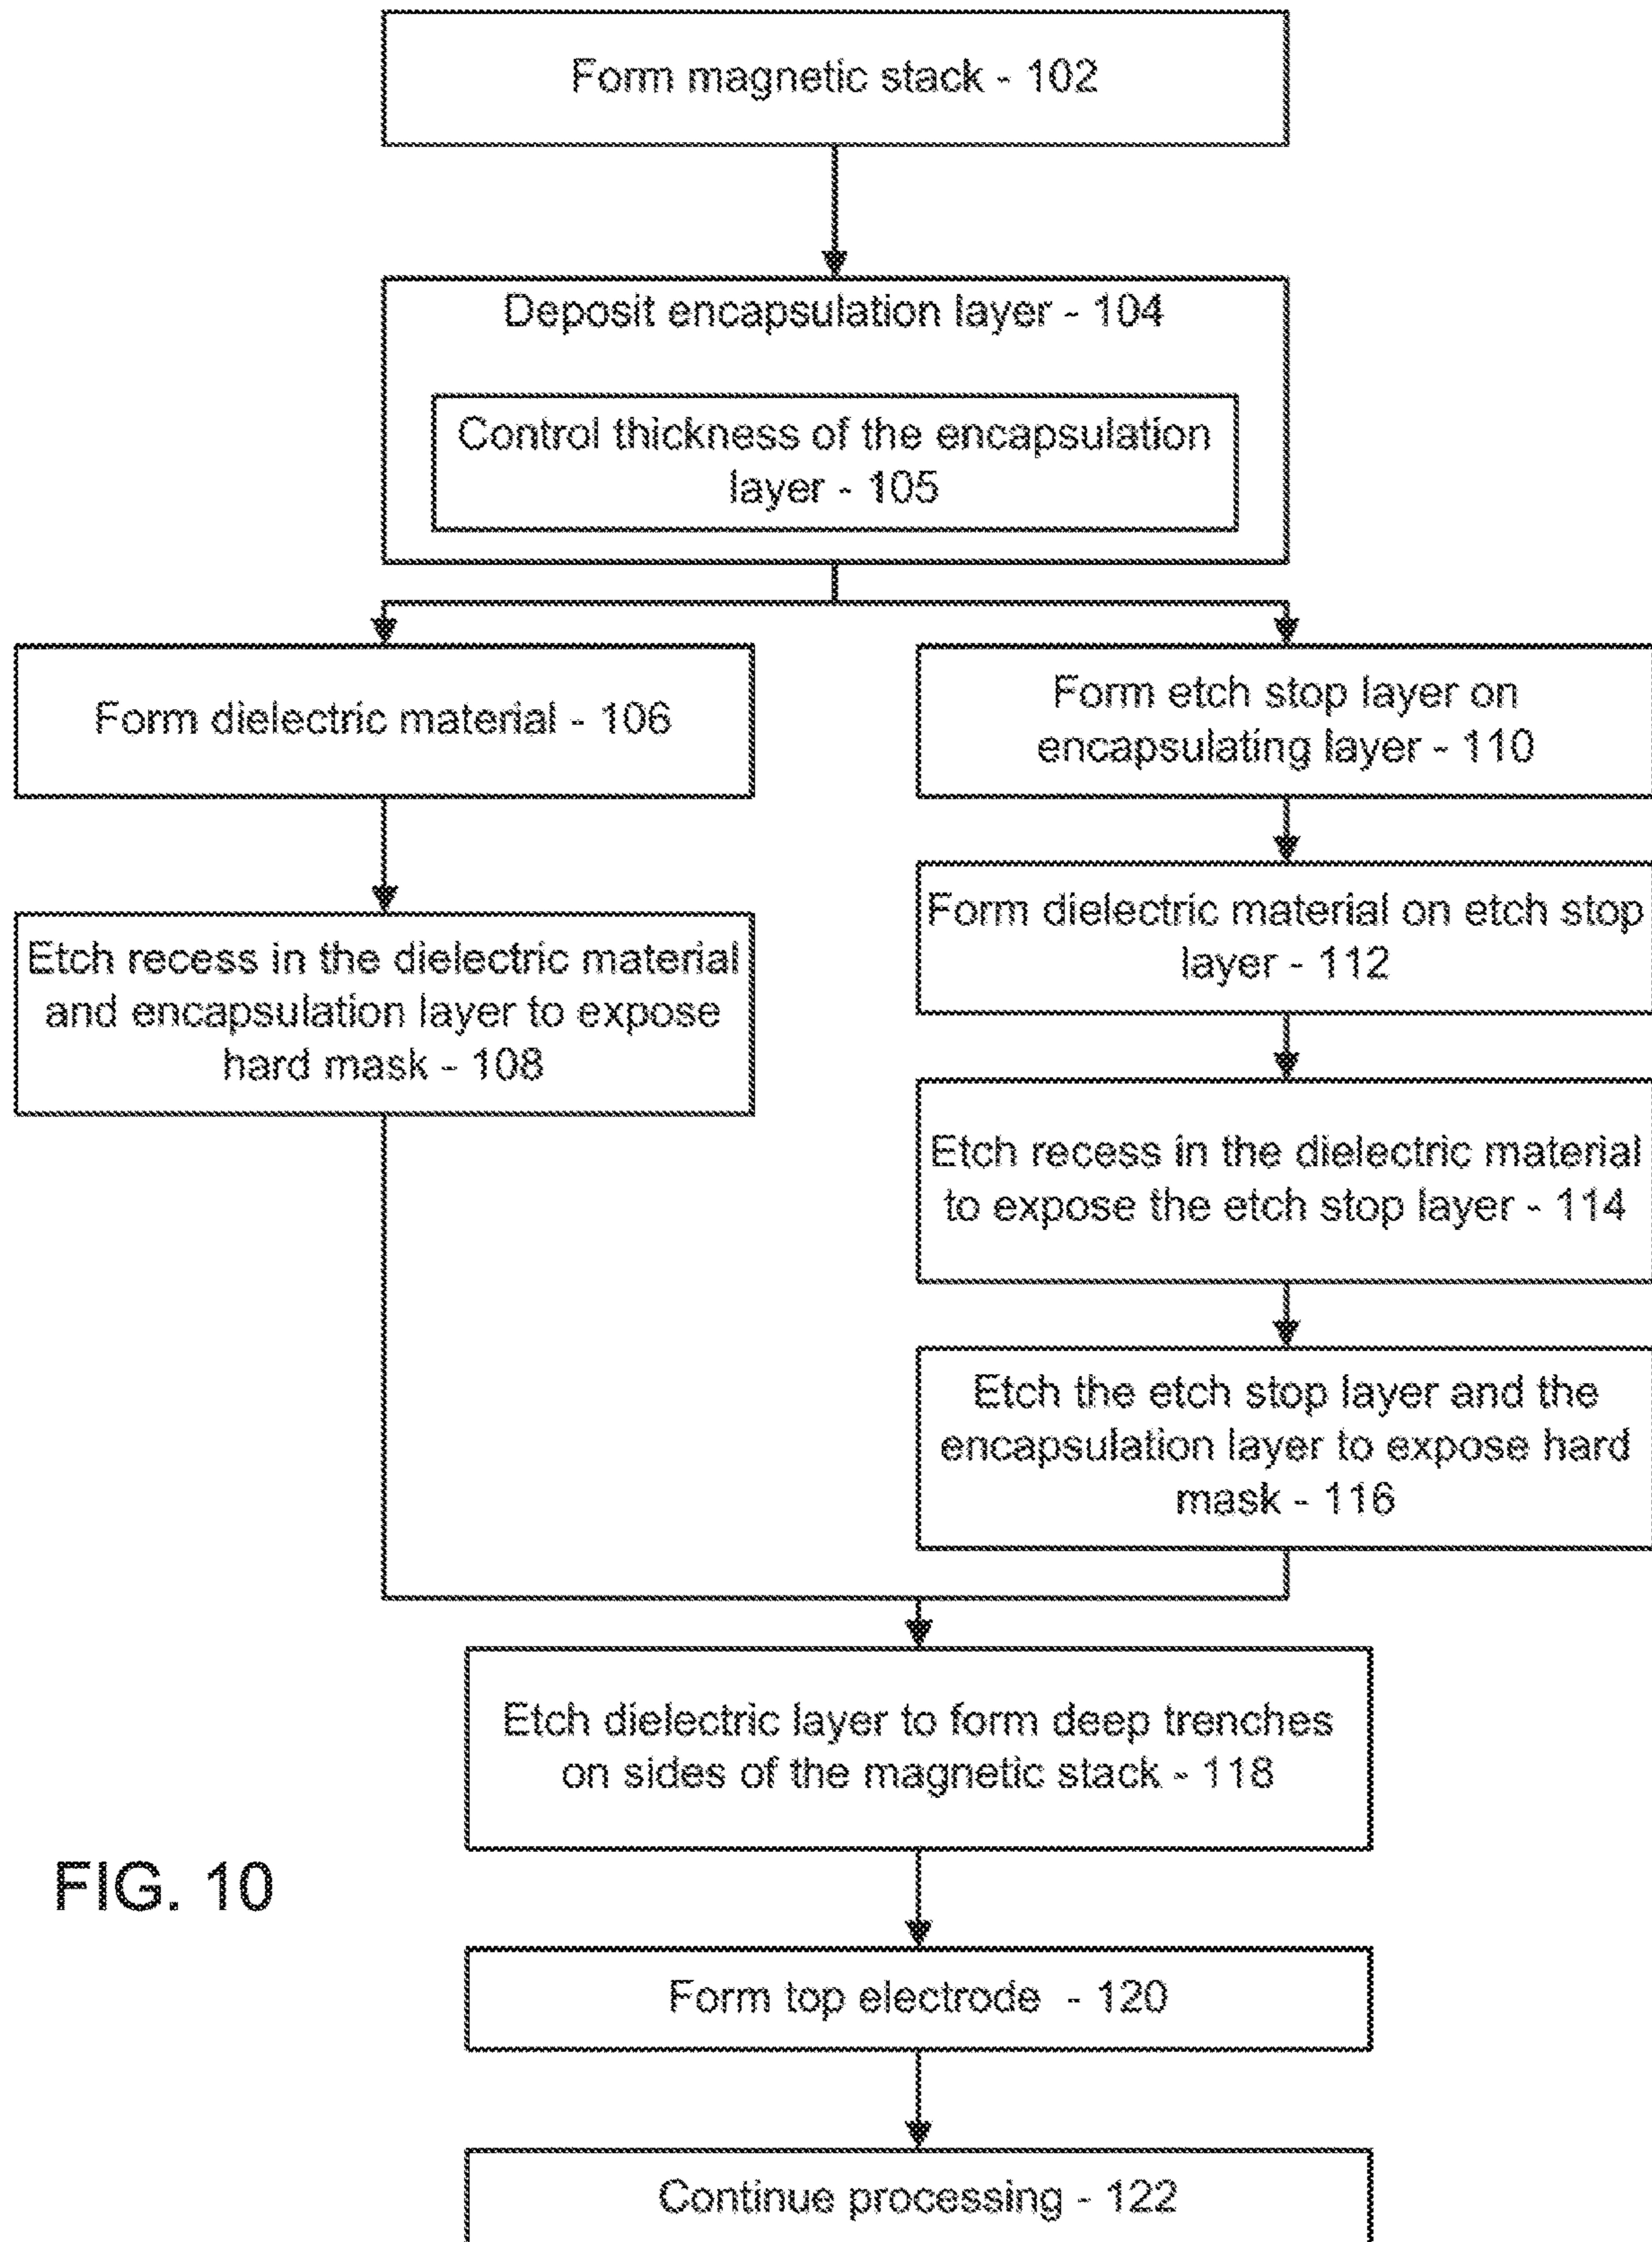 Form magnetic stack - 102
Deposit encapsulation layer - 104
Control thickness of the encapsulation
layer - 105
Form dielectric material - 106
Etch recess in the dielectric material
and encapsulation layer to expose
hard mask - 108
Form etch stop layer on
encapsulating layer - 110
Form dielectric material on etch stop
layer - 112
Etch recess in the dielectric material
to expose the etch stop layer - 114
Etch the etch stop layer and the
encapsulation layer to expose hard
mask - 116
Etch dielectric layer to form deep trenches
on sides of the magnetic stack - 118
FIG. 10
Form top electrode - 120
Continue processing - 122